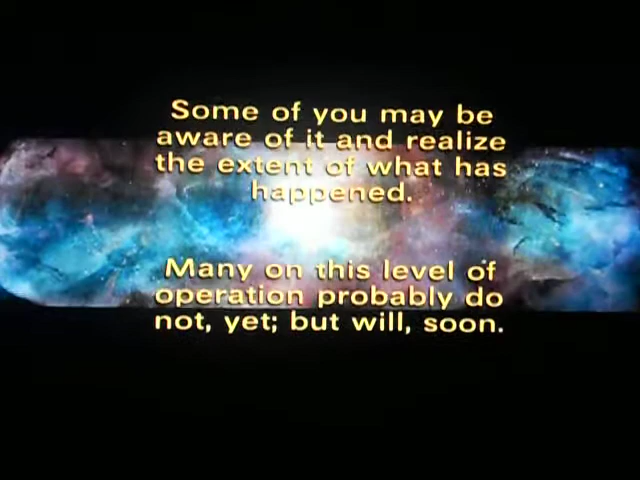 Some of you may be
aware of it and realize
the extent of what has
happened.
Many on this level of
operation probably do
not, yet; but will, soon.